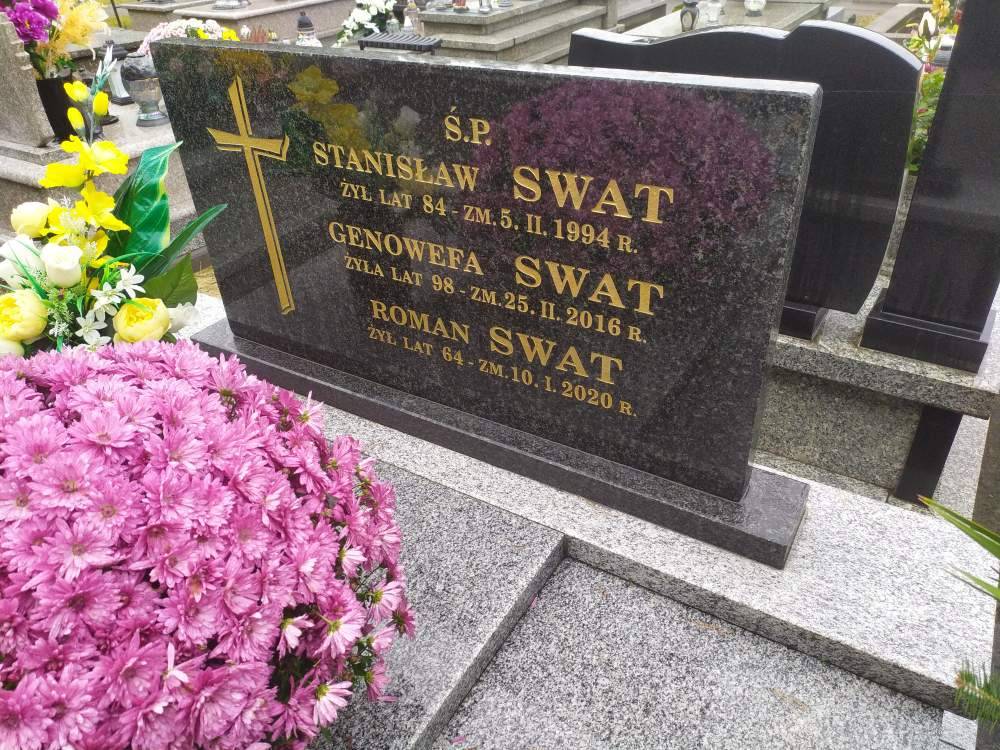 Ś.P.
STANISŁAW SWAT
ŻYŁ LAT 84 - ZM. 5. II. 1994 R.
GENOWEFA SWAT
ŻYŁA LAT 98 - ZM. 25. II. 2016 R.
ROMAN SWAT
ŻYŁ LAT 64 - ZM. 10. I. 2020 R.